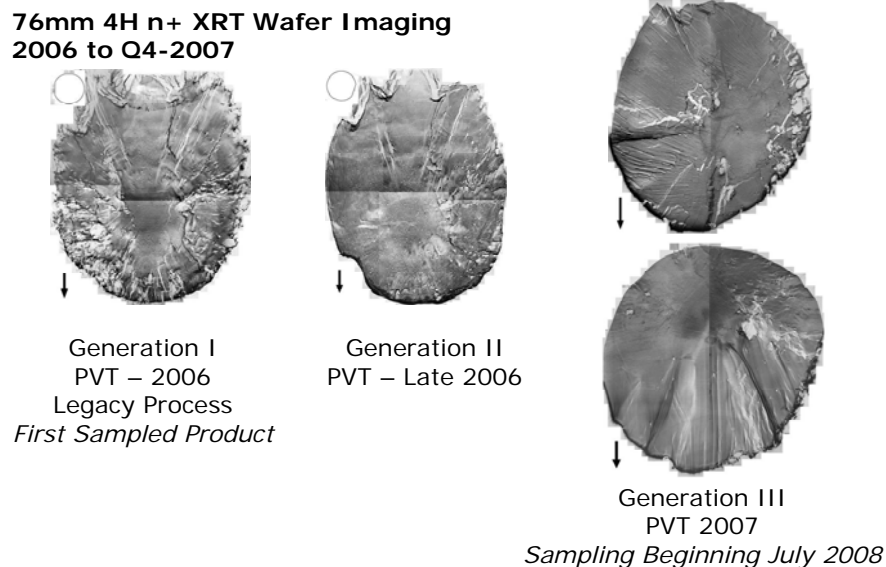 76mm 4H n+ XRT Wafer Imaging
2006 to Q4-2007
Generation I
PVT – 2006
Legacy Process
First Sampled Product
Generation II
PVT – Late 2006
Generation III
PVT 2007
Sampling Beginning July 2008